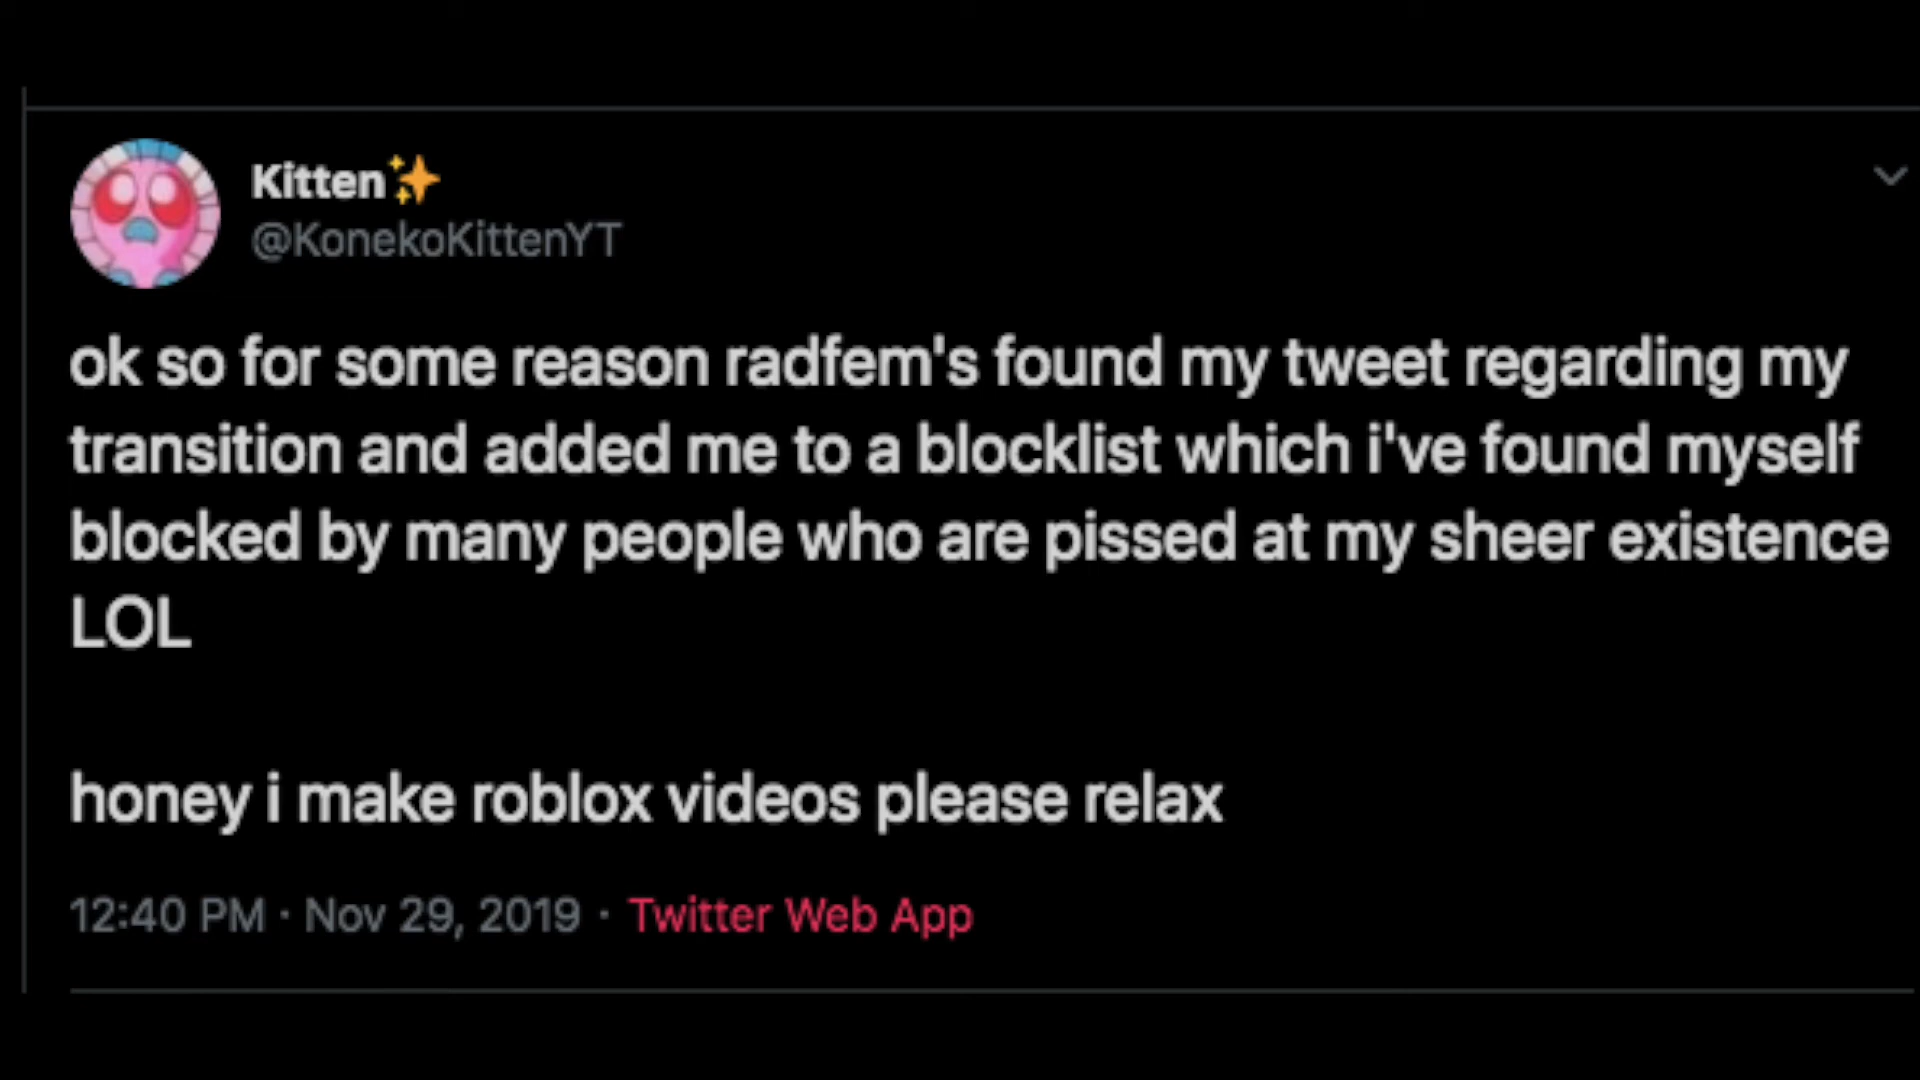 Kitten✨
@KonekoKittenYT
ok so for some reason radfem's found my tweet regarding my
transition and added me to a blocklist which i've found myself
blocked by many people who are pissed at my sheer existence
LOL
honey i make roblox videos please relax
12:40 PM · Nov 29, 2019 · Twitter Web App